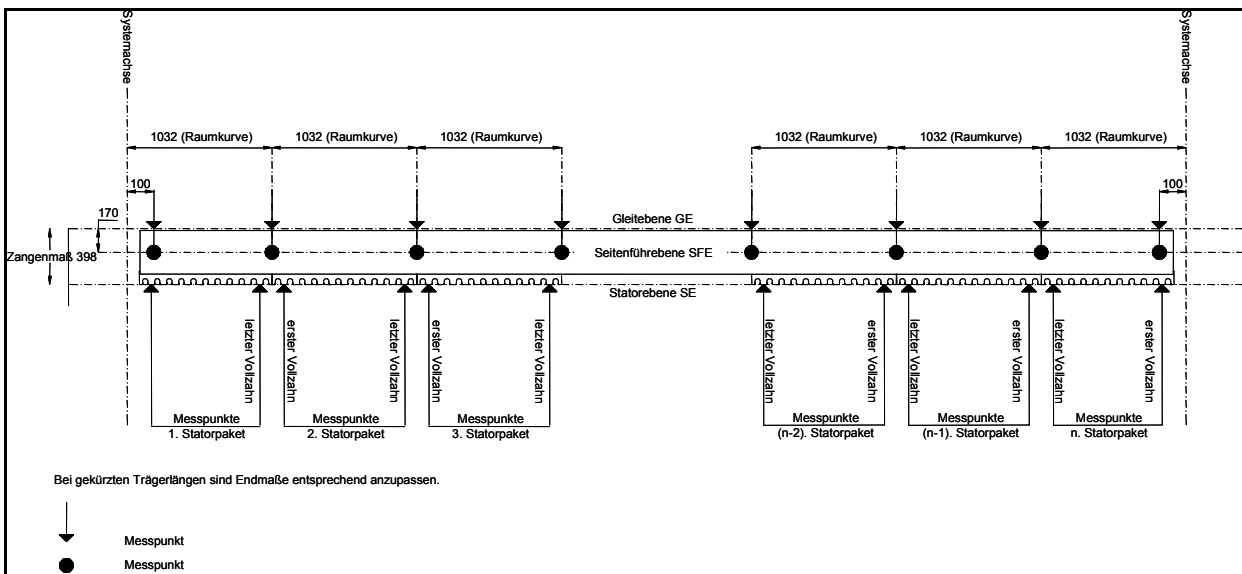 Systemachse
Systemachse
1032 (Raumkurve)
1032 (Raumkurve)
1032 (Raumkurve)
1032 (Raumkurve)
1032 (Raumkurve)
1032 (Raumkurve)
100
100
170
Gleitebene GE
Zangenmaß 398
Seitenführebene SFE
Statorebene SE
letzter Vollzahn
erster Vollzahn
letzter Vollzahn
erster Vollzahn
letzter Vollzahn
letzter Vollzahn
erster Vollzahn
letzter Vollzahn
erster Vollzahn
letzter Vollzahn
erster Vollzahn
Messpunkte
1. Statorpaket
Messpunkte
2. Statorpaket
Messpunkte
3. Statorpaket
Messpunkte
(n-2). Statorpaket
Messpunkte
(n-1). Statorpaket
Messpunkte
n. Statorpaket
Bei gekürzten Trägerlängen sind Endmaße entsprechend anzupassen.
Messpunkt
Messpunkt